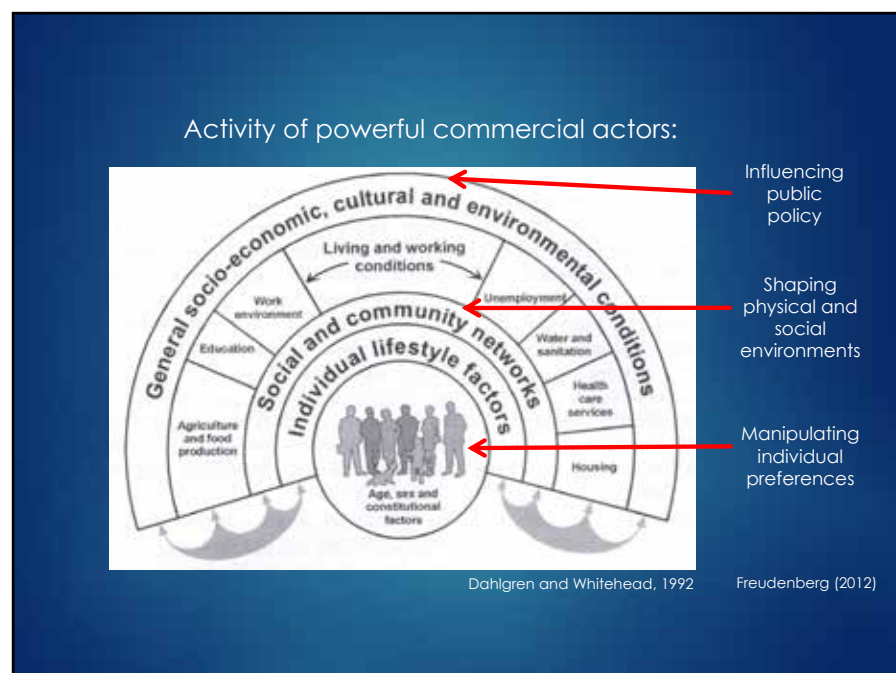 Activity of powerful commercial actors:
General socio-economic, cultural and environmental conditions
Living and working
conditions
Work
environment
Unemployment
Education
Water and
sanitation
Agriculture
and food
production
Health
care
services
Housing
Social and community networks
Individual lifestyle factors
Age, sex and
constitutional
factors
Influencing
public
policy
Shaping
physical and
social
environments
Manipulating
individual
preferences
Dahlgren and Whitehead, 1992
Freudenberg (2012)